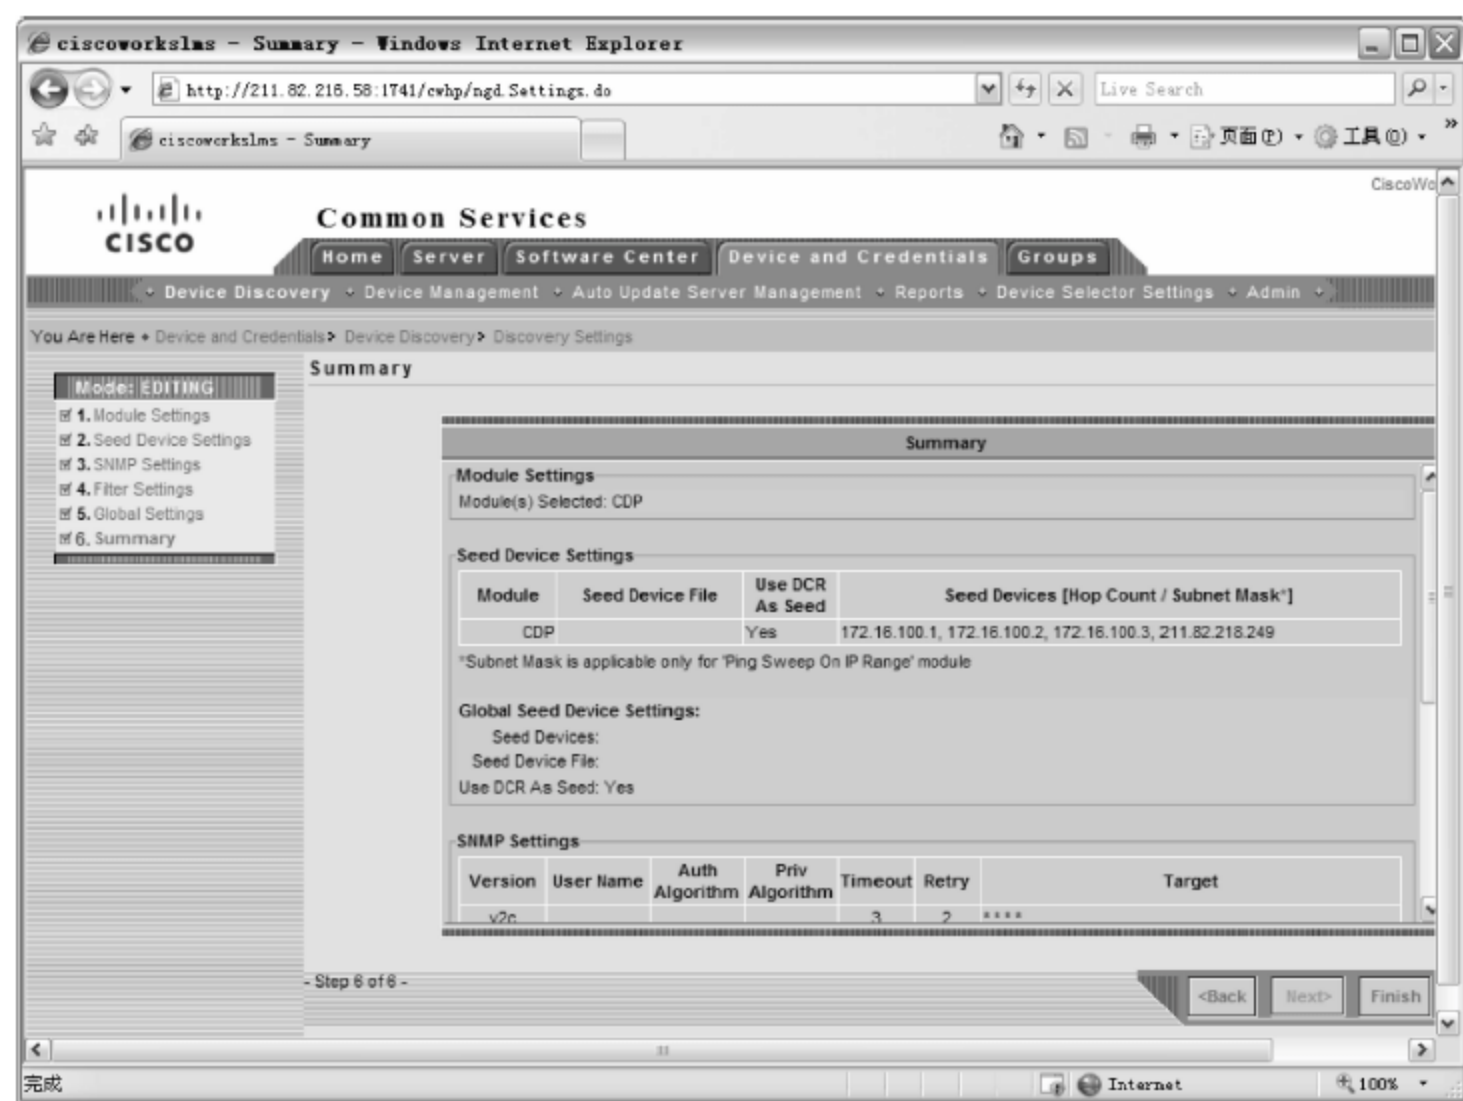 ciscoworkslms - Summary - Windows Internet Explorer
http://211.82.218.58:1741/cwhp/ngd.Settings.do
Live Search
ciscoworkslms - Summary
页面(P)
工具(O)
»
CiscoWo
CISCO
Common Services
Home Server Software Center Device and Credentials Groups
Device Discovery Device Management Auto Update Server Management Reports Device Selector Settings Admin
You Are Here Device and Credentials > Device Discovery > Discovery Settings
Summary
Mode: EDITING
1. Module Settings
2. Seed Device Settings
3. SNMP Settings
4. Filter Settings
5. Global Settings
6. Summary
Summary
Module Settings
Module(s) Selected: CDP
Seed Device Settings
Module Seed Device File Use DCR As Seed Seed Devices [Hop Count / Subnet Mask*]
CDP Yes 172.16.100.1, 172.16.100.2, 172.16.100.3, 211.82.218.249
*Subnet Mask is applicable only for 'Ping Sweep On IP Range' module
Global Seed Device Settings:
Seed Devices:
Seed Device File:
Use DCR As Seed: Yes
SNMP Settings
Version User Name Auth Algorithm Priv Algorithm Timeout Retry Target
v2c 3 2 * * * *
- Step 6 of 6 -
<Back Next> Finish
完成
Internet
100%